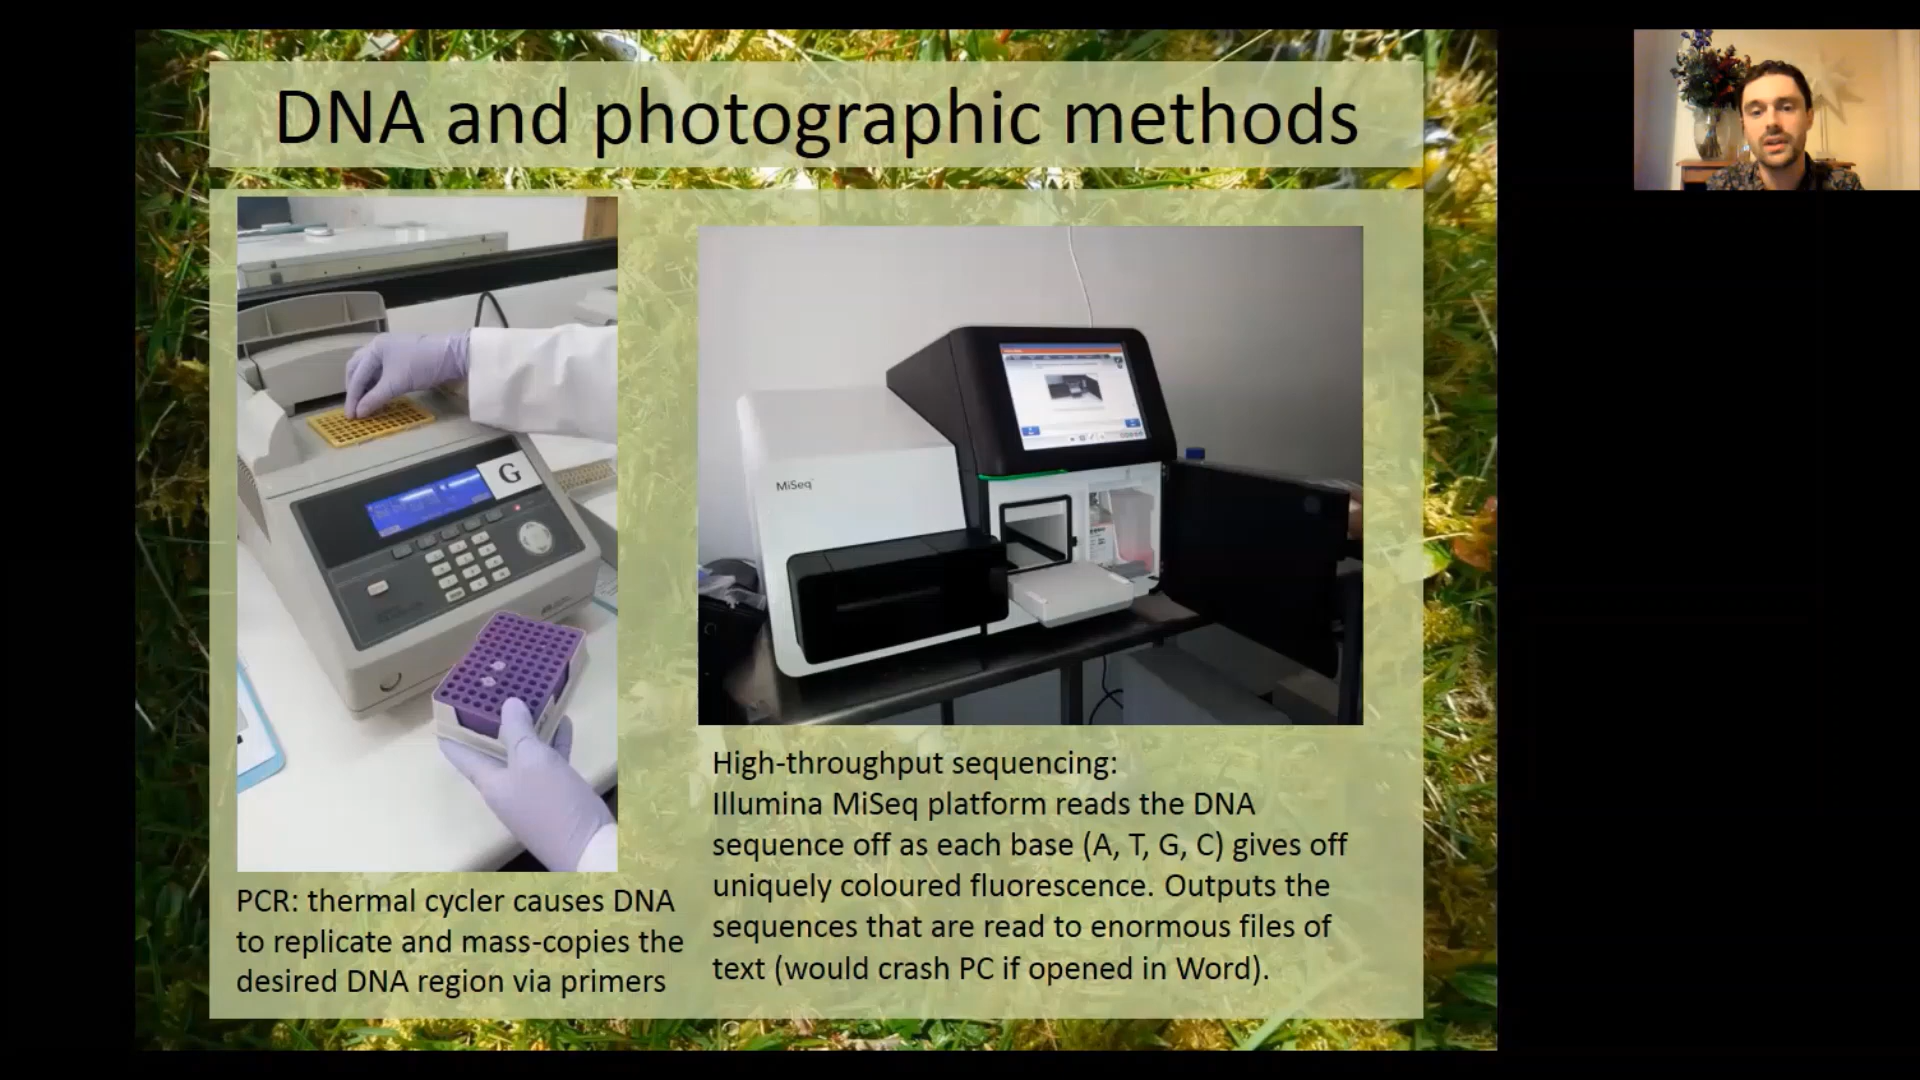 DNA and photographic methods
G
MiSeq
PCR: thermal cycler causes DNA
to replicate and mass-copies the
desired DNA region via primers
High-throughput sequencing:
Illumina MiSeq platform reads the DNA
sequence off as each base (A, T, G, C) gives off
uniquely coloured fluorescence. Outputs the
sequences that are read to enormous files of
text (would crash PC if opened in Word).